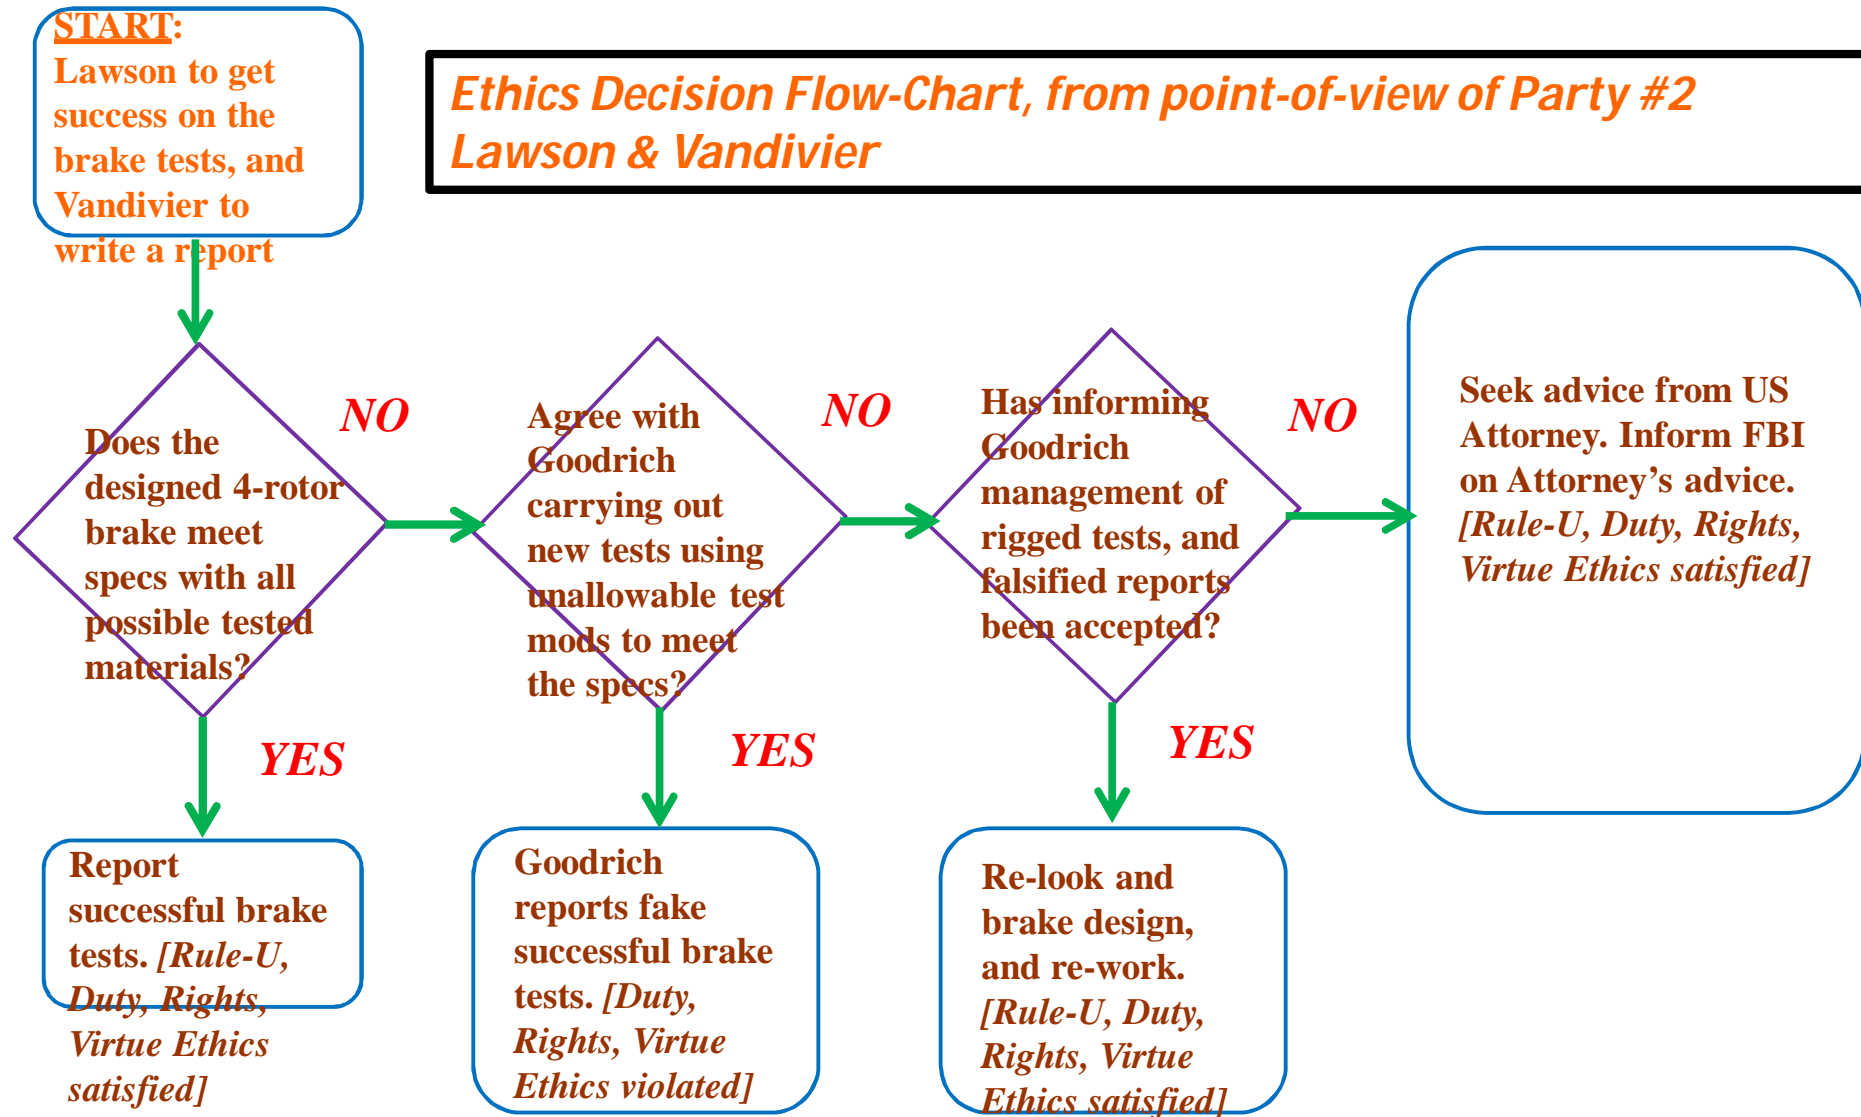 START:
Lawson to get
success on the
brake tests, and
Vandivier to
write a report
Ethics Decision Flow-Chart, from point-of-view of Party #2
Lawson & Vandivier
Does the
designed 4-rotor
brake meet
specs with all
possible tested
materials?
NO
YES
Agree with
Goodrich
carrying out
new tests using
unallowable test
mods to meet
the specs?
NO
YES
Has informing
Goodrich
management of
rigged tests, and
falsified reports
been accepted?
NO
YES
Seek advice from US
Attorney. Inform FBI
on Attorney’s advice.
[Rule-U, Duty, Rights,
Virtue Ethics satisfied]
Report
successful brake
tests. [Rule-U,
Duty, Rights,
Virtue Ethics
satisfied]
Goodrich
reports fake
successful brake
tests. [Duty,
Rights, Virtue
Ethics violated]
Re-look and
brake design,
and re-work.
[Rule-U, Duty,
Rights, Virtue
Ethics satisfied]